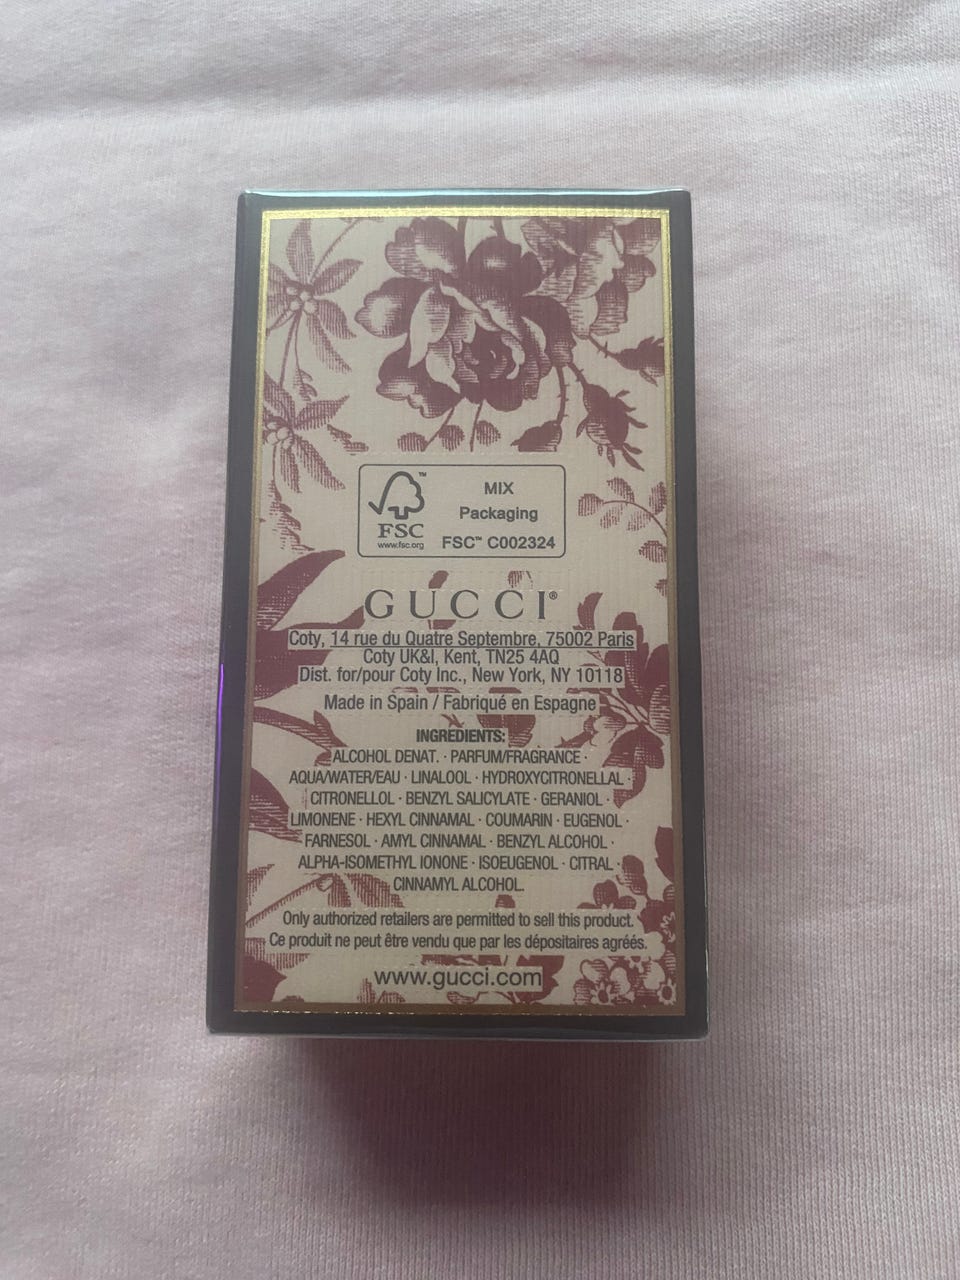 FSC™
www.fsc.org
MIX
Packaging
FSC™ C002324
GUCCI®
Coty, 14 rue du Quatre Septembre, 75002 Paris
Coty UK&I, Kent, TN25 4AQ
Dist. for/pour Coty Inc., New York, NY 10118
Made in Spain / Fabriqué en Espagne
INGREDIENTS:
ALCOHOL DENAT. · PARFUM/FRAGRANCE ·
AQUA/WATER/EAU · LINALOOL · HYDROXYCITRONELLAL ·
CITRONELLOL · BENZYL SALICYLATE · GERANIOL ·
LIMONENE · HEXYL CINNAMAL · COUMARIN · EUGENOL ·
FARNESOL · AMYL CINNAMAL · BENZYL ALCOHOL ·
ALPHA-ISOMETHYL IONONE · ISOEUGENOL · CITRAL ·
CINNAMYL ALCOHOL.
Only authorized retailers are permitted to sell this product.
Ce produit ne peut être vendu que par les dépositaires agréés.
www.gucci.com